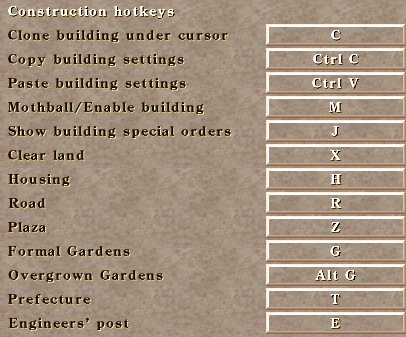 Construction hotkeys
Clone building under cursor C
Copy building settings Ctrl C
Paste building settings Ctrl V
Mothball/Enable building M
Show building special orders J
Clear land X
Housing H
Road R
Plaza Z
Formal Gardens G
Overgrown Gardens Alt G
Prefecture T
Engineers' post E